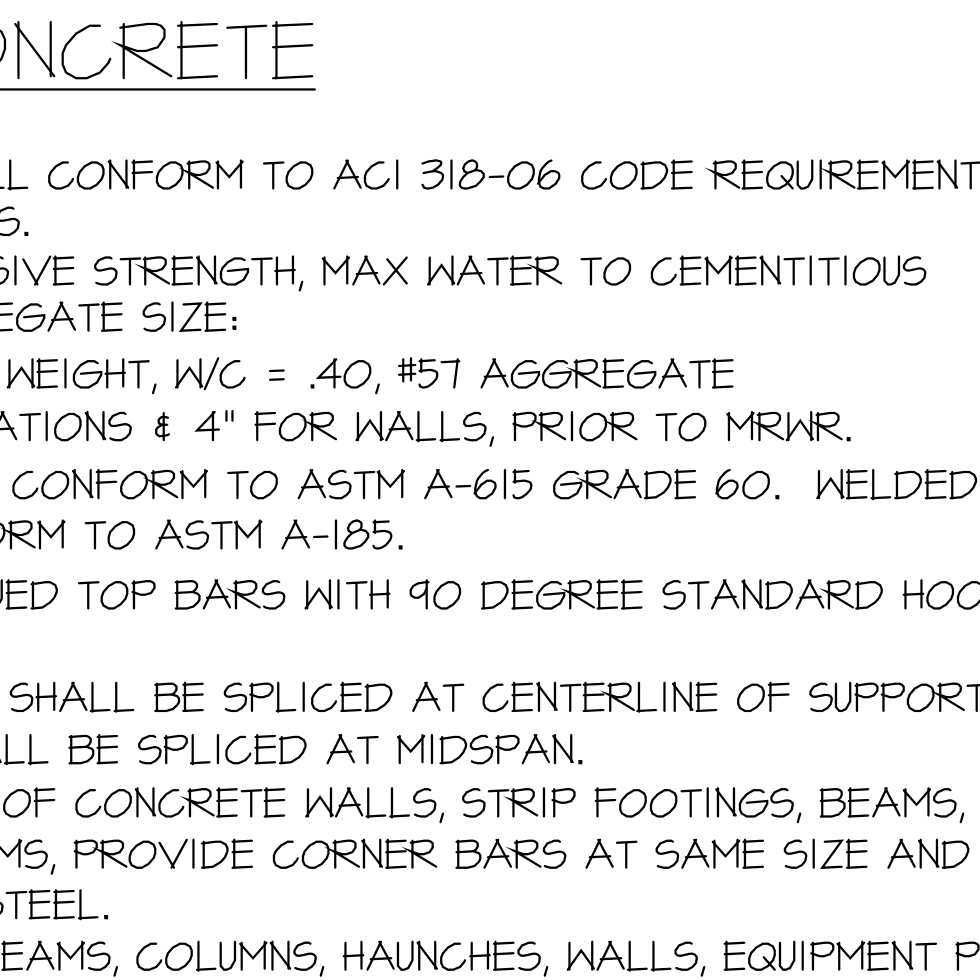 ONCRETE
LL CONFORM TO ACI 318-06 CODE REQUIREMENT
S.
SIVE STRENGTH, MAX WATER TO CEMENTITIOUS
EGATE SIZE:
WEIGHT, W/C = .40, #57 AGGREGATE
ATIONS & 4" FOR WALLS, PRIOR TO MRWR.
CONFORM TO ASTM A-615 GRADE 60. WELDED
ORM TO ASTM A-185.
UED TOP BARS WITH 90 DEGREE STANDARD HOO
SHALL BE SPLICED AT CENTERLINE OF SUPPORT
ALL BE SPLICED AT MIDSPAN.
OF CONCRETE WALLS, STRIP FOOTINGS, BEAMS,
MS, PROVIDE CORNER BARS AT SAME SIZE AND
STEEL.
EAMS, COLUMNS, HAUNCHES, WALLS, EQUIPMENT P